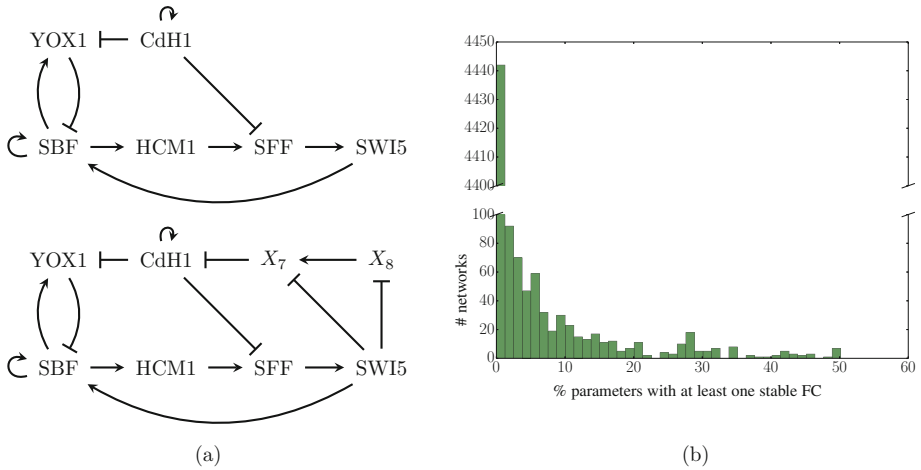 YOX1 CdH1
SBF HCM1 SFF SWI5
YOX1 CdH1 X7 X8
SBF HCM1 SFF SWI5
(a)
4450
4440
4430
4420
4410
4400
100
80
60
40
20
0
# networks
0 10 20 30 40 50 60
% parameters with at least one stable FC
(b)